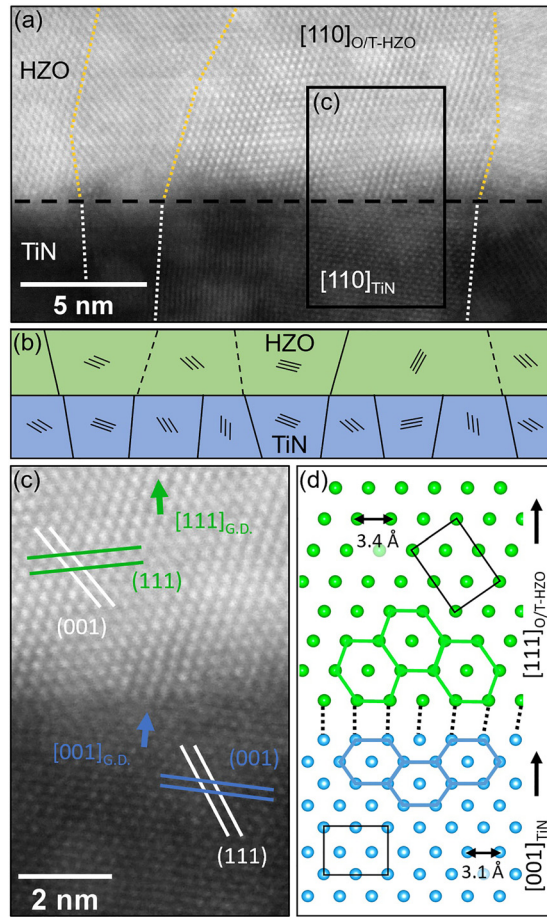 (a)
[110]O/T-HZO
HZO
(c)
TiN
[110]TiN
5 nm
(b)
HZO
TiN
(c)
[111]G.D.
(111)
(001)
[001]G.D.
(001)
(111)
2 nm
(d)
3.4 Å
[111]O/T-HZO
[001]TiN
3.1 Å